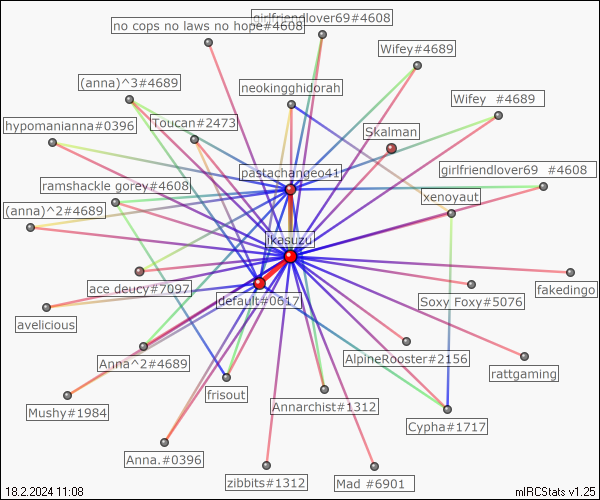 no cops no laws no hope#4608
girlfriendlover69#4608
Wifey#4689
(anna)^3#4689
neokingghidorah
Wifey  #4689
hypomanianna#0396
Toucan#2473
Skalman
pastachangeo41
girlfriendlover69  #4608
ramshackle gorey#4608
xenoyaut
(anna)^2#4689
ikasuzu
ace deucy#7097
default#0617
Soxy Foxy#5076
fakedingo
avelicious
Anna^2#4689
AlpineRooster#2156
rattgaming
frisout
Mushy#1984
Annarchist#1312
Cypha#1717
Anna.#0396
zibbits#1312
Mad #6901
18.2.2024 11:08
mIRCStats v1.25